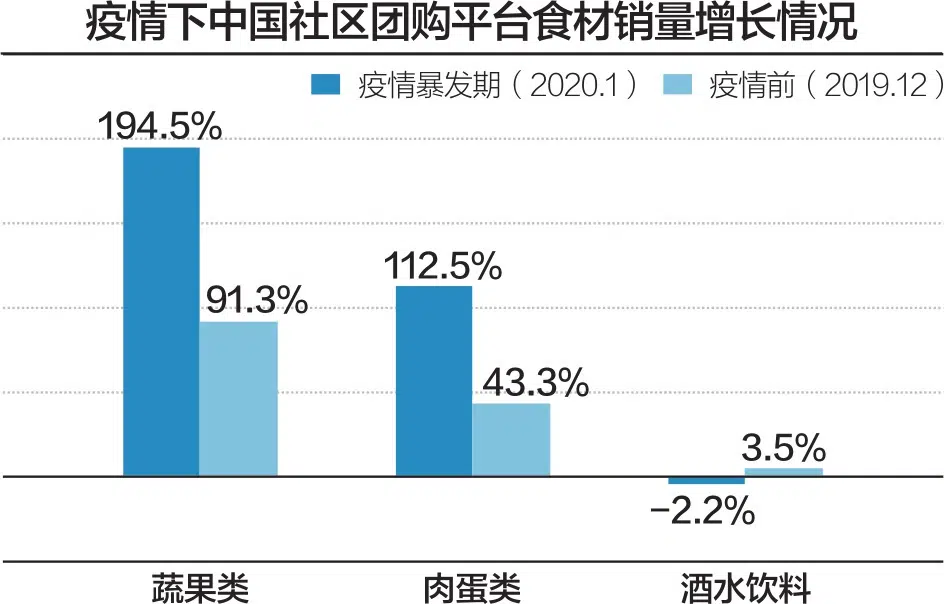 疫情下中国社区团购平台食材销量增长情况
疫情暴发期（2020.1） 疫情前（2019.12）
194.5%
91.3%
112.5%
43.3%
3.5%
−2.2%
蔬果类 肉蛋类 酒水饮料